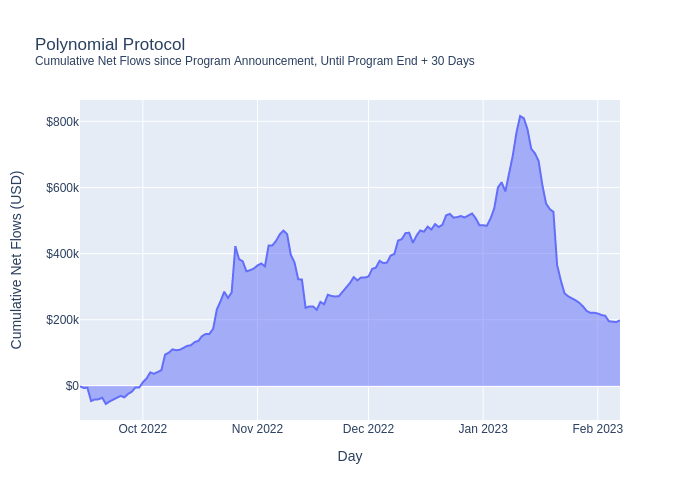 Polynomial Protocol
Cumulative Net Flows since Program Announcement, Until Program End + 30 Days
Cumulative Net Flows (USD)
$800k
$600k
$400k
$200k
$0
Oct 2022
Nov 2022
Dec 2022
Jan 2023
Feb 2023
Day